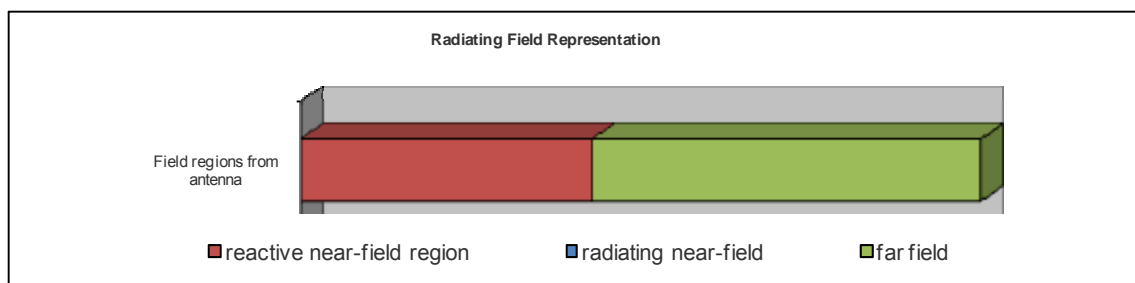 Radiating Field Representation
Field regions from
antenna
reactive near-field region radiating near-field far field